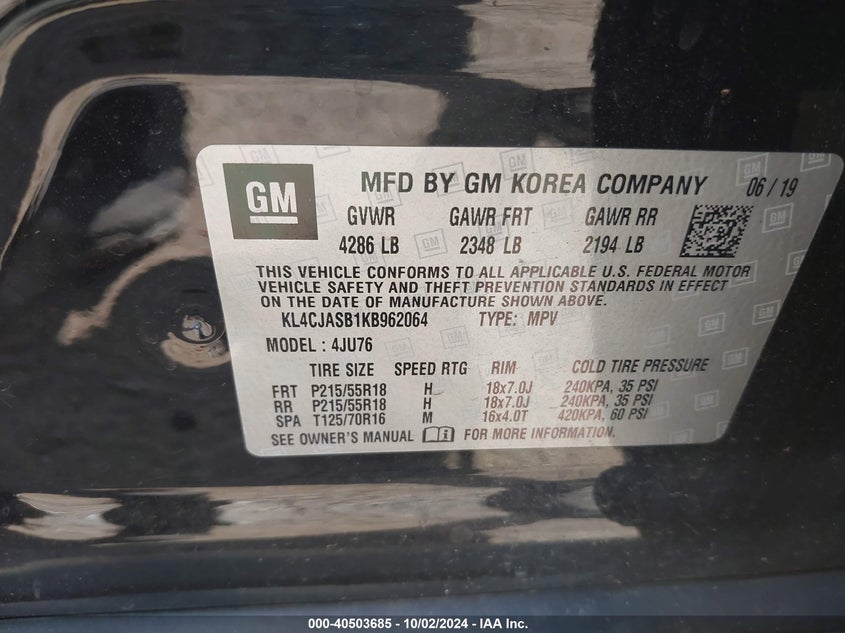 GM MFD BY GM KOREA COMPANY 06/19
GVWR GAWR FRT GAWR RR
4286 LB 2348 LB 2194 LB
THIS VEHICLE CONFORMS TO ALL APPLICABLE U.S. FEDERAL MOTOR
VEHICLE SAFETY AND THEFT PREVENTION STANDARDS IN EFFECT
ON THE DATE OF MANUFACTURE SHOWN ABOVE.
KL4CJASB1KB962064 TYPE: MPV
MODEL : 4JU76
TIRE SIZE SPEED RTG RIM COLD TIRE PRESSURE
FRT P215/55R18 H 18x7.0J 240KPA, 35 PSI
RR P215/55R18 H 18x7.0J 240KPA, 35 PSI
SPA T125/70R16 M 16x4.0T 420KPA, 60 PSI
SEE OWNER'S MANUAL FOR MORE INFORMATION.
000-40503685 - 10/02/2024 - IAA Inc.